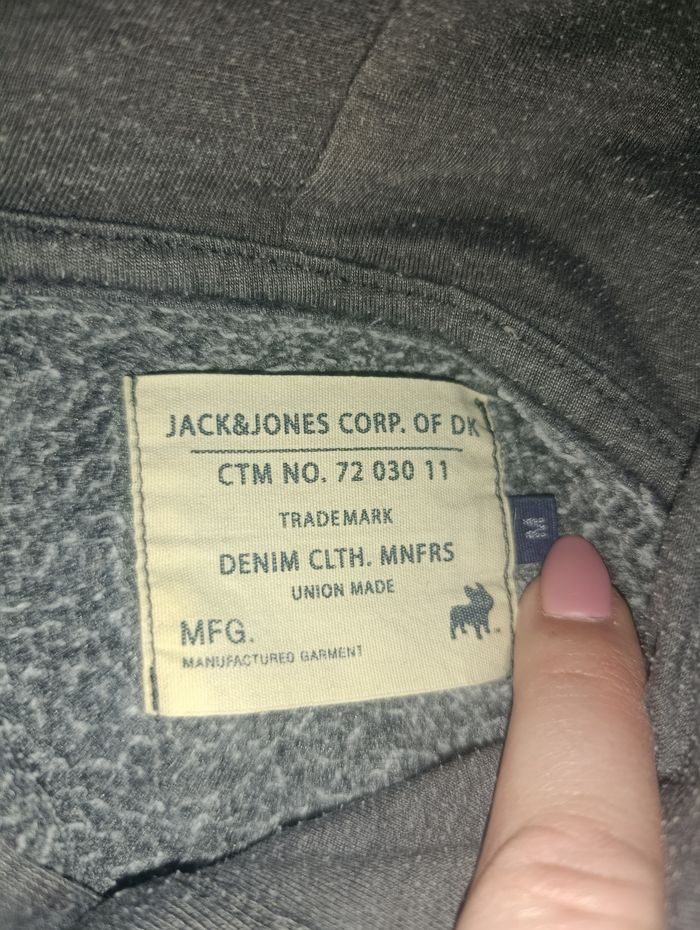 JACK&JONES CORP. OF DK
CTM NO. 72 030 11
TRADEMARK
DENIM CLTH. MNFRS
UNION MADE
MFG.
MANUFACTURED GARMENT